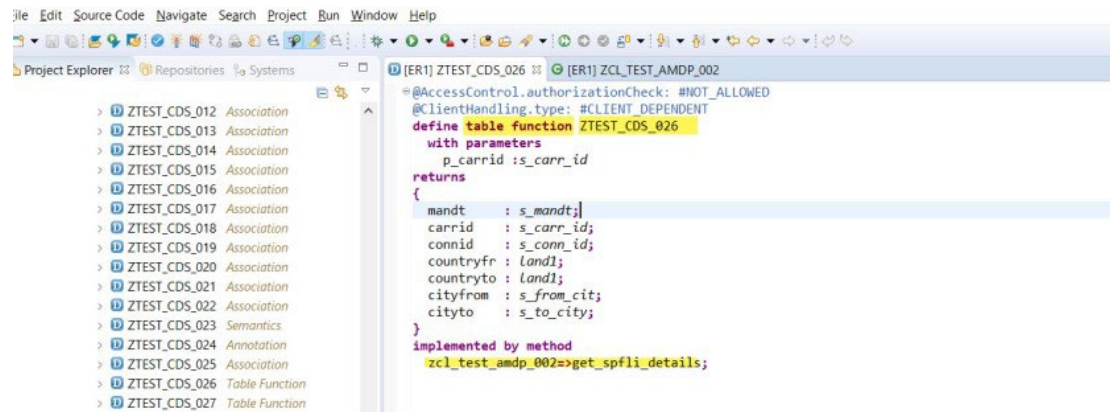 ile Edit Source Code Navigate Search Project Run Window Help
Project Explorer Repositories Systems
[ER1] ZTEST_CDS_026 [ER1] ZCL_TEST_AMDP_002
ZTEST_CDS_012 Association
ZTEST_CDS_013 Association
ZTEST_CDS_014 Association
ZTEST_CDS_015 Association
ZTEST_CDS_016 Association
ZTEST_CDS_017 Association
ZTEST_CDS_018 Association
ZTEST_CDS_019 Association
ZTEST_CDS_020 Association
ZTEST_CDS_021 Association
ZTEST_CDS_022 Association
ZTEST_CDS_023 Semantics
ZTEST_CDS_024 Annotation
ZTEST_CDS_025 Association
ZTEST_CDS_026 Table Function
ZTEST_CDS_027 Table Function
@AccessControl.authorizationCheck: #NOT_ALLOWED
@ClientHandling.type: #CLIENT_DEPENDENT
define table function ZTEST_CDS_026
with parameters
p_carrid :s_carr_id
returns
{
mandt : s_mandt;
carrid : s_carr_id;
connid : s_conn_id;
countryfr : land1;
countryto : land1;
cityfrom : s_from_cit;
cityto : s_to_city;
}
implemented by method
zcl_test_amdp_002=>get_spfli_details;